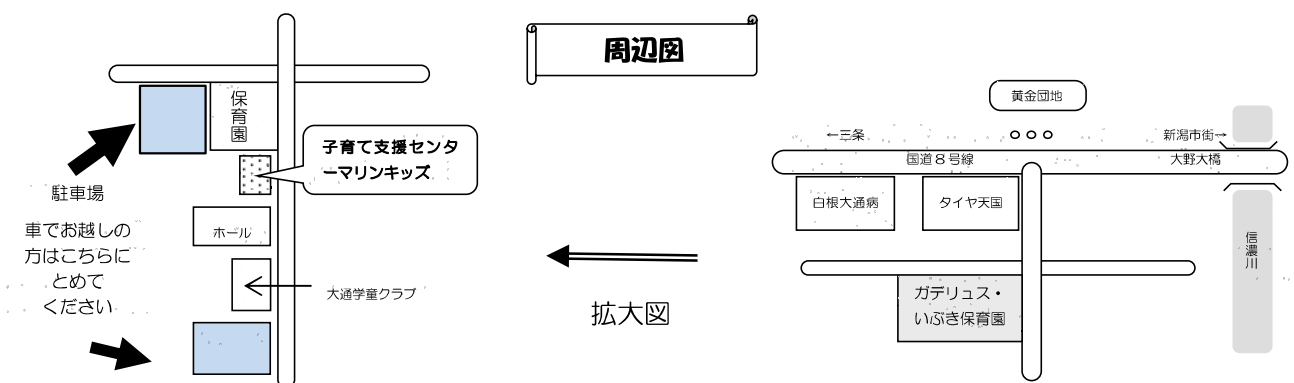 周辺図
保
育
園
子育て支援センタ
ーマリンキッズ
駐車場
車でお越しの
方はこちらに
とめて
ください
ホール
大通学童クラブ
拡大図
黄金団地
←三条
新潟市街→
国道8号線
大野大橋
白根大通病
タイヤ天国
信濃川
ガデリュス・
いぶき保育園